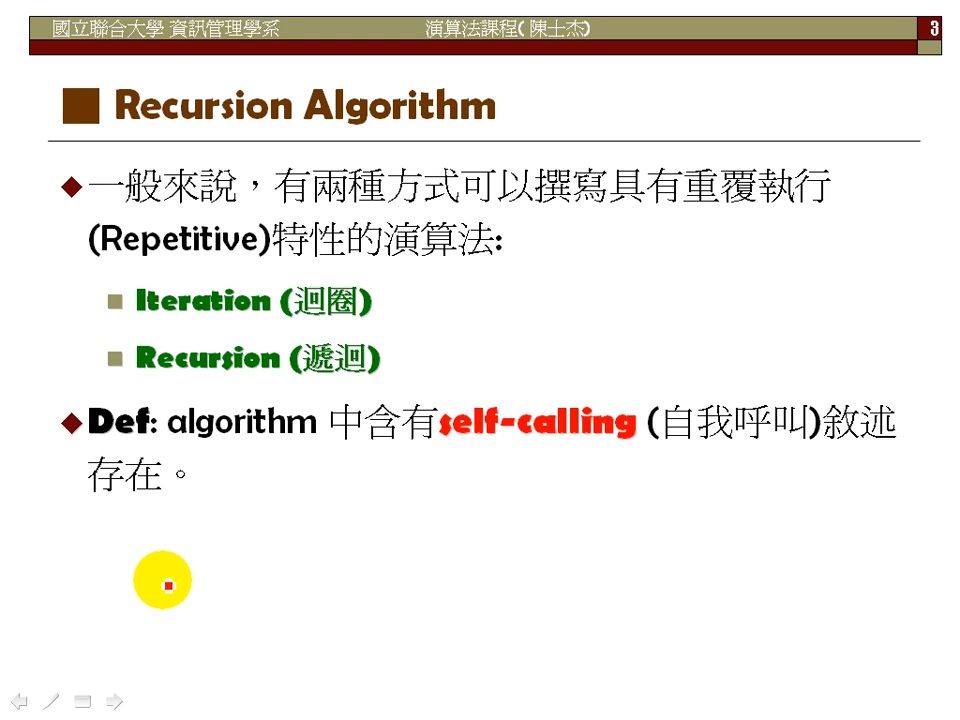 國立聯合大學 資訊管理學系 演算法課程( 陳士杰) 3
Recursion Algorithm
一般來說，有兩種方式可以撰寫具有重覆執行
(Repetitive)特性的演算法:
Iteration (迴圈)
Recursion (遞迴)
Def: algorithm 中含有self-calling (自我呼叫)敘述
存在。